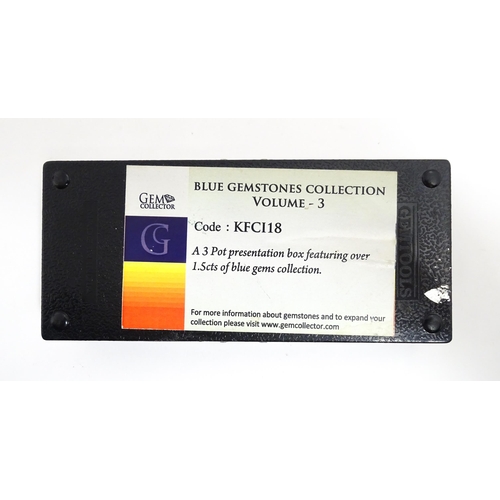 GEM
COLLECTOR
G
BLUE GEMSTONES COLLECTION
VOLUME - 3
Code : KFCI18
A 3 Pot presentation box featuring over
1.5cts of blue gems collection.
For more information about gemstones and to expand your
collection please visit www.gemcollector.com